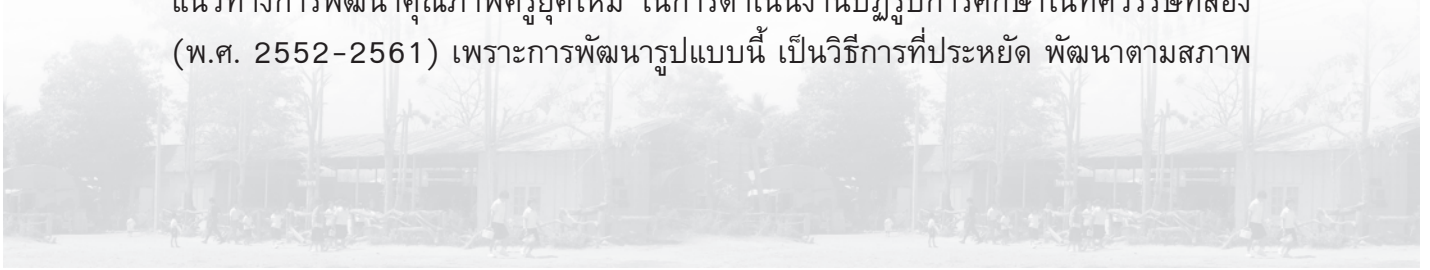 แนวทางการพัฒนาคุณภาพครูยุคใหม่ ในการดำเนินงานปฏิรูปการศึกษาในทศวรรษที่สอง
(พ.ศ. 2552-2561) เพราะการพัฒนารูปแบบนี้ เป็นวิธีการที่ประหยัด พัฒนาตามสภาพ